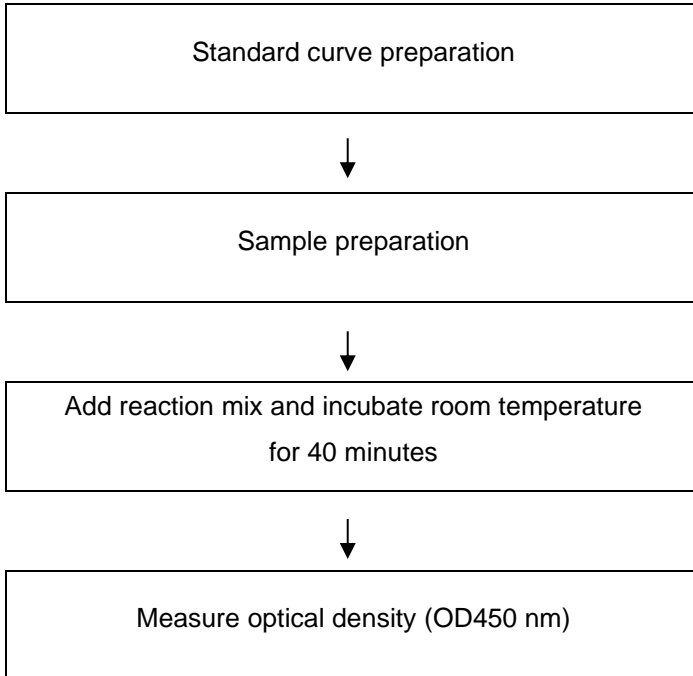 Standard curve preparation
Sample preparation
Add reaction mix and incubate room temperature
for 40 minutes
Measure optical density (OD450 nm)